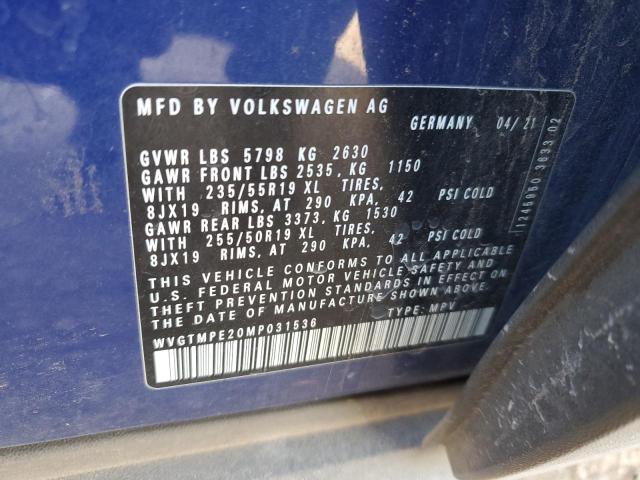 MFD BY VOLKSWAGEN AG
GERMANY 04/21
GVWR LBS 5798 KG 2630
GAWR FRONT LBS 2535, KG 1150
WITH 235/55R19 XL TIRES,
8JX19 RIMS, AT 290 KPA, 42 PSI COLD
GAWR REAR LBS 3373, KG 1530
WITH 255/50R19 XL TIRES,
8JX19 RIMS, AT 290 KPA, 42 PSI COLD
THIS VEHICLE CONFORMS TO ALL APPLICABLE
U.S. FEDERAL MOTOR VEHICLE SAFETY AND
THEFT PREVENTION STANDARDS IN EFFECT ON
THE DATE OF MANUFACTURE SHOWN ABOVE.
WVGTMPE20MP031536 TYPE: MPV
1245950 3633 02